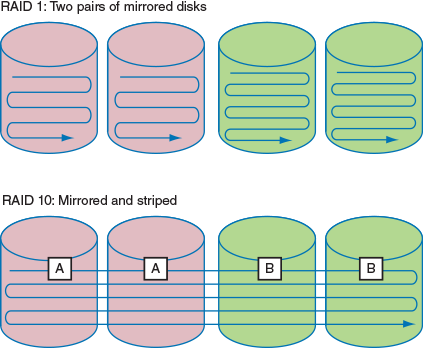 RAID 1: Two pairs of mirrored disks
RAID 10: Mirrored and striped
A A B B